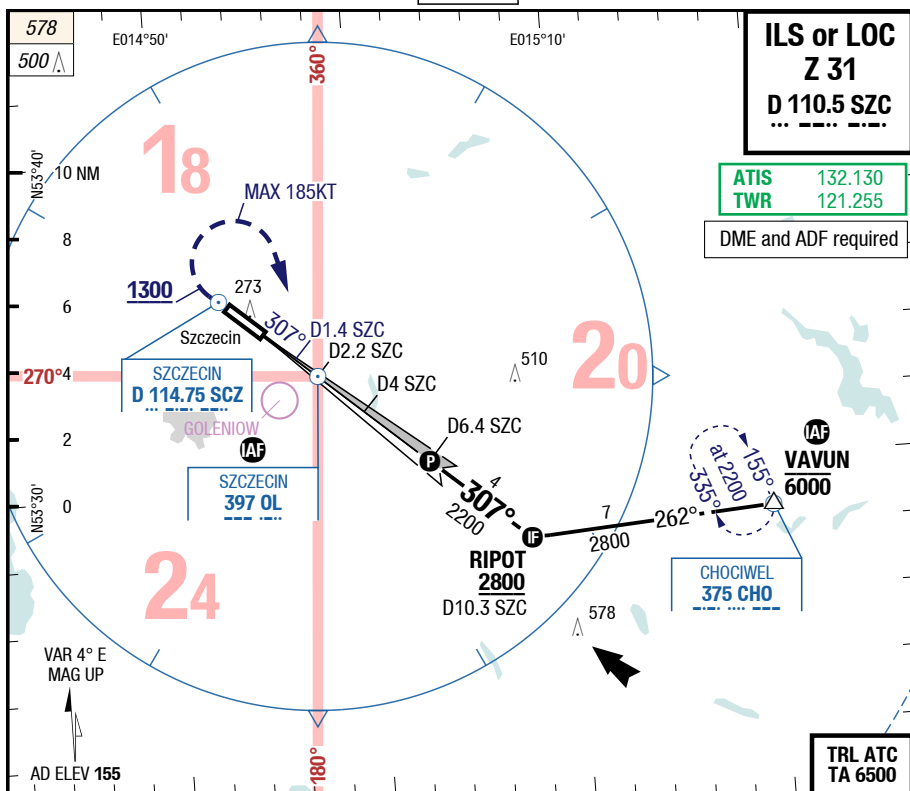 578
500
E014°50'
E015°10'
360°
ILS or LOC
Z 31
D 110.5 SZC
ATIS 132.130
TWR 121.255
DME and ADF required
N53°40'
10 NM
18
MAX 185KT
8
1300
273
6
307°
D1.4 SZC
Szczecin
D2.2 SZC
510
20
SZCZECIN
D 114.75 SCZ
270°
4
D4 SZC
GOLENIOW
D6.4 SZC
IAF
2
P
IAF
VAVUN
6000
155°
at 2200
335°
SZCZECIN
397 OL
4
307°
2200
N53°30'
0
7
262°
2800
IF
RIPOT
2800
D10.3 SZC
CHOCIWEL
375 CHO
24
578
VAR 4° E
MAG UP
AD ELEV 155
180°
TRL ATC
TA 6500